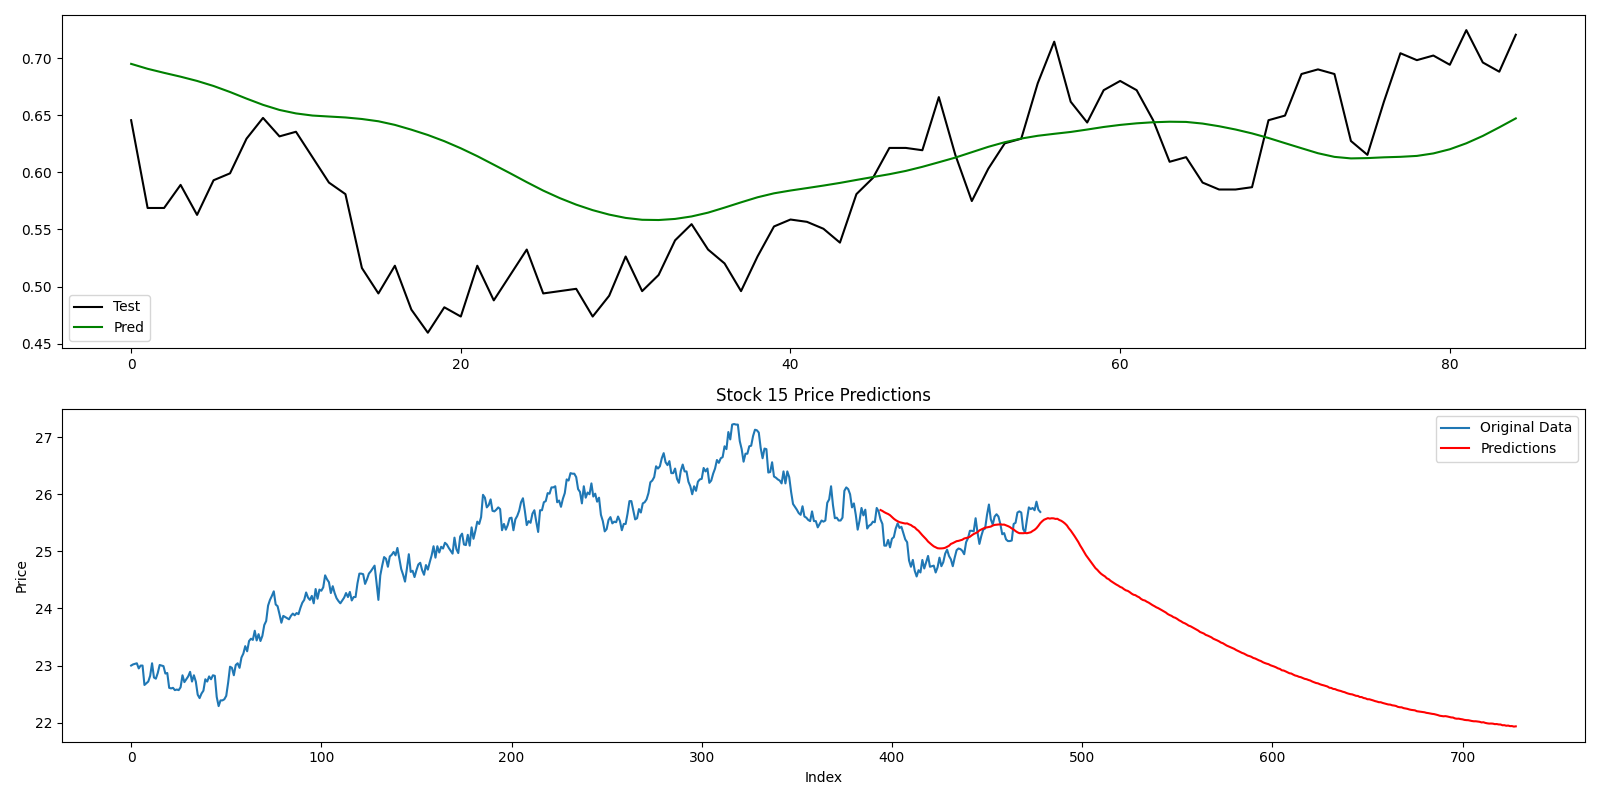 0.70
0.65
0.60
0.55
0.50
0.45
Test
Pred
0 20 40 60 80
Stock 15 Price Predictions
Price
27
26
25
24
23
22
Original Data
Predictions
0 100 200 300 400 500 600 700
Index